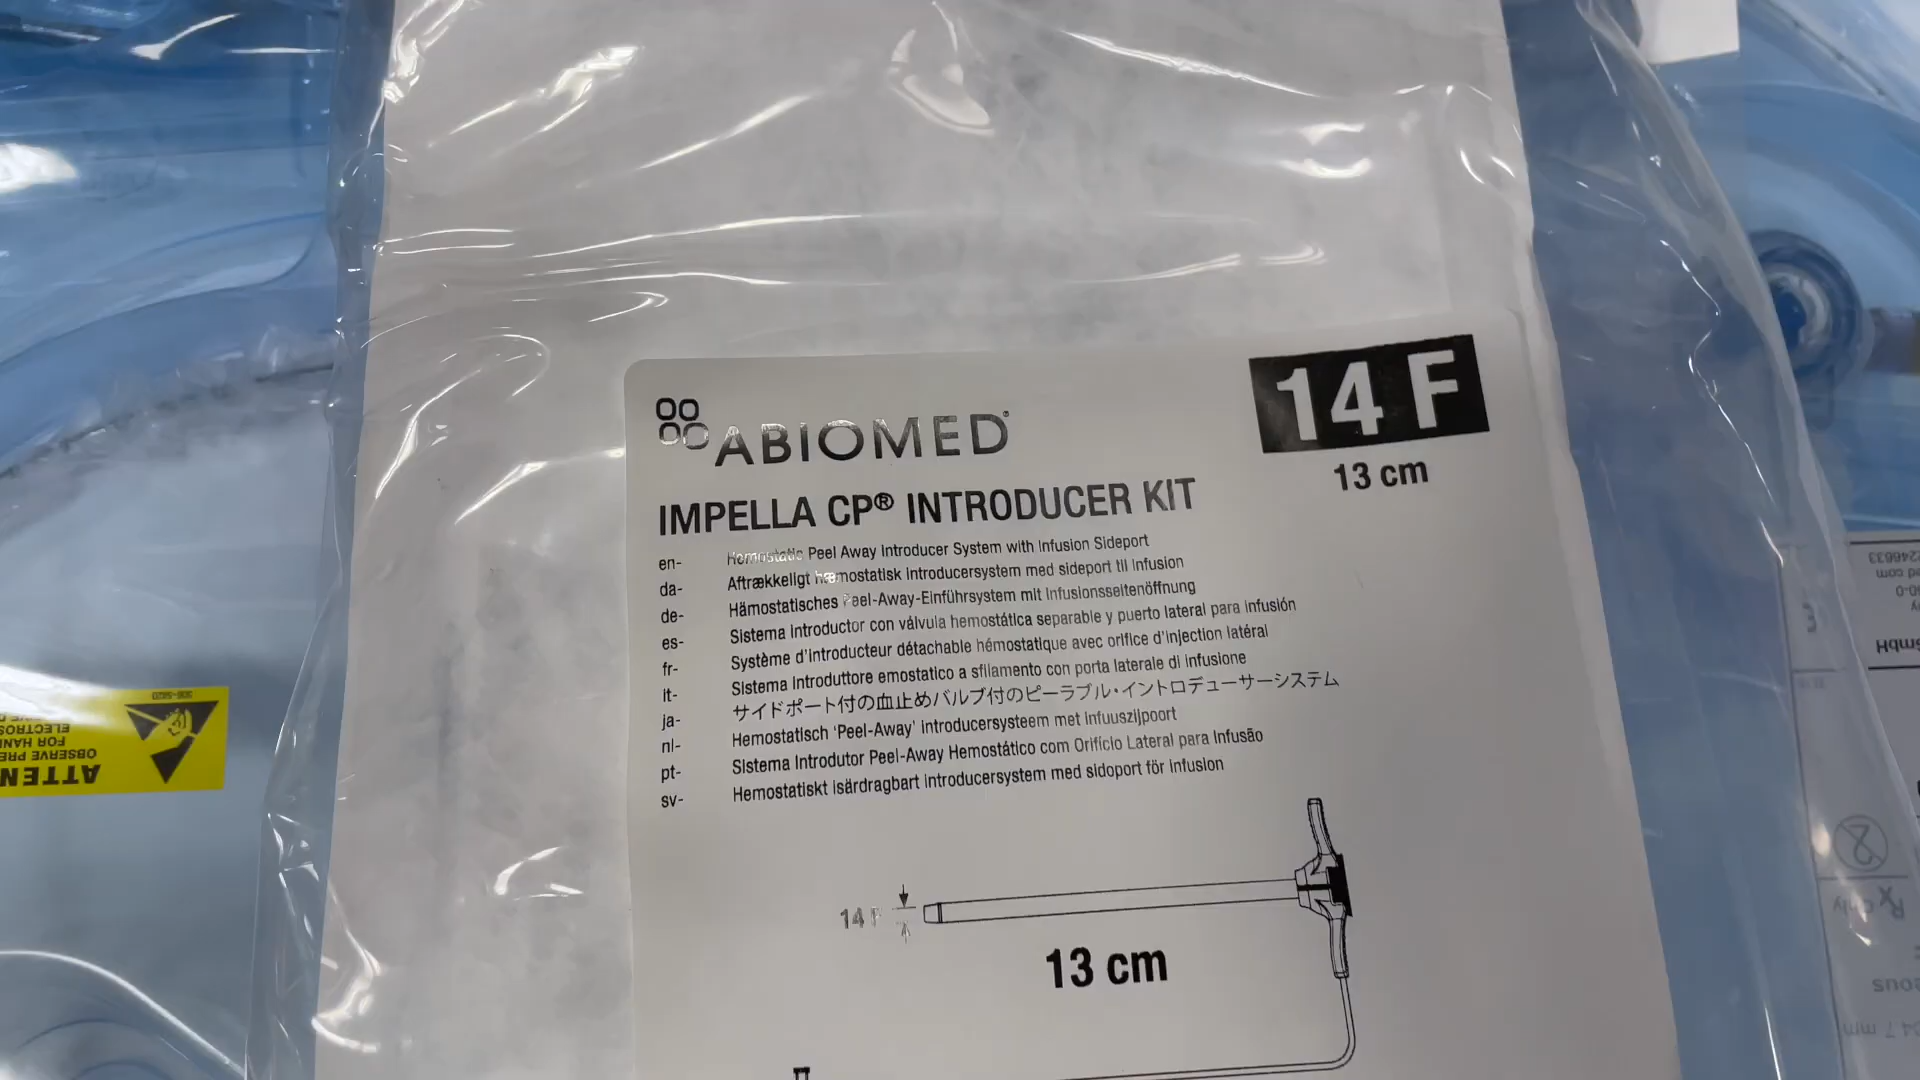 ABIOMED®
14 F
13 cm
IMPELLA CP® INTRODUCER KIT
en- Hemostatic Peel Away Introducer System with Infusion Sideport
da- Aftrækkeligt hæmostatisk introducersystem med sideport til infusion
de- Hämostatisches Peel-Away-Einführsystem mit Infusionsseitenöffnung
es- Sistema introductor con válvula hemostática separable y puerto lateral para infusión
fr- Système d'introducteur détachable hémostatique avec orifice d'injection latéral
it- Sistema Introduttore emostatico a sfilamento con porta laterale di infusione
ja- サイドポート付の血止めバルブ付のピーラブル・イントロデューサーシステム
nl- Hemostatisch ‘Peel-Away’ introducersysteem met infuuszijpoort
pt- Sistema Introdutor Peel-Away Hemostático com Orifício Lateral para Infusão
sv- Hemostatiskt isärdragbart introducersystem med sidoport för infusion
14 F
13 cm
ATTEN
OBSERVE PRE
FOR HAN
ELECTROS
Rx Only